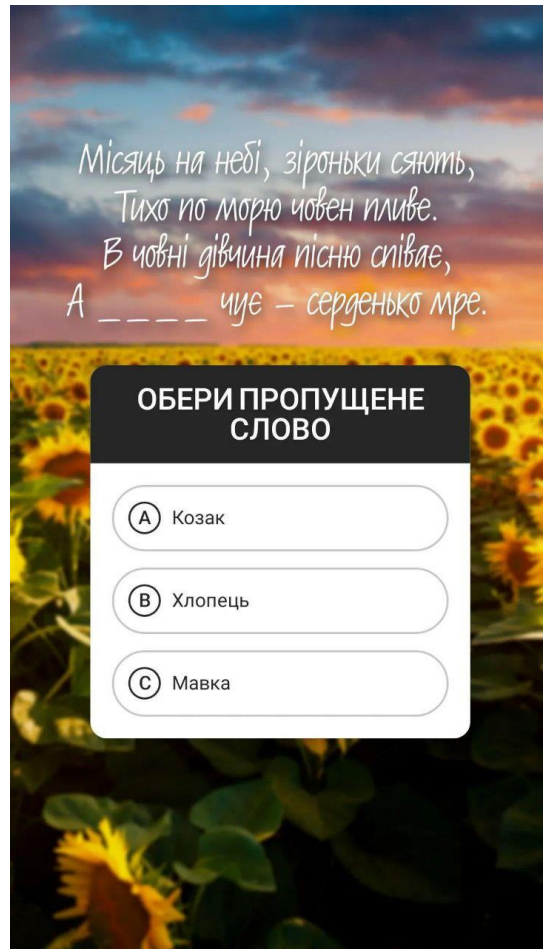 Місяць на небі, зіроньки сяють,
Тихо по морю човен пливе.
В човні дівчина пісню співає,
А _ _ _ _ чує – серденько мре.
ОБЕРИ ПРОПУЩЕНЕ
СЛОВО
A Козак
B Хлопець
C Мавка